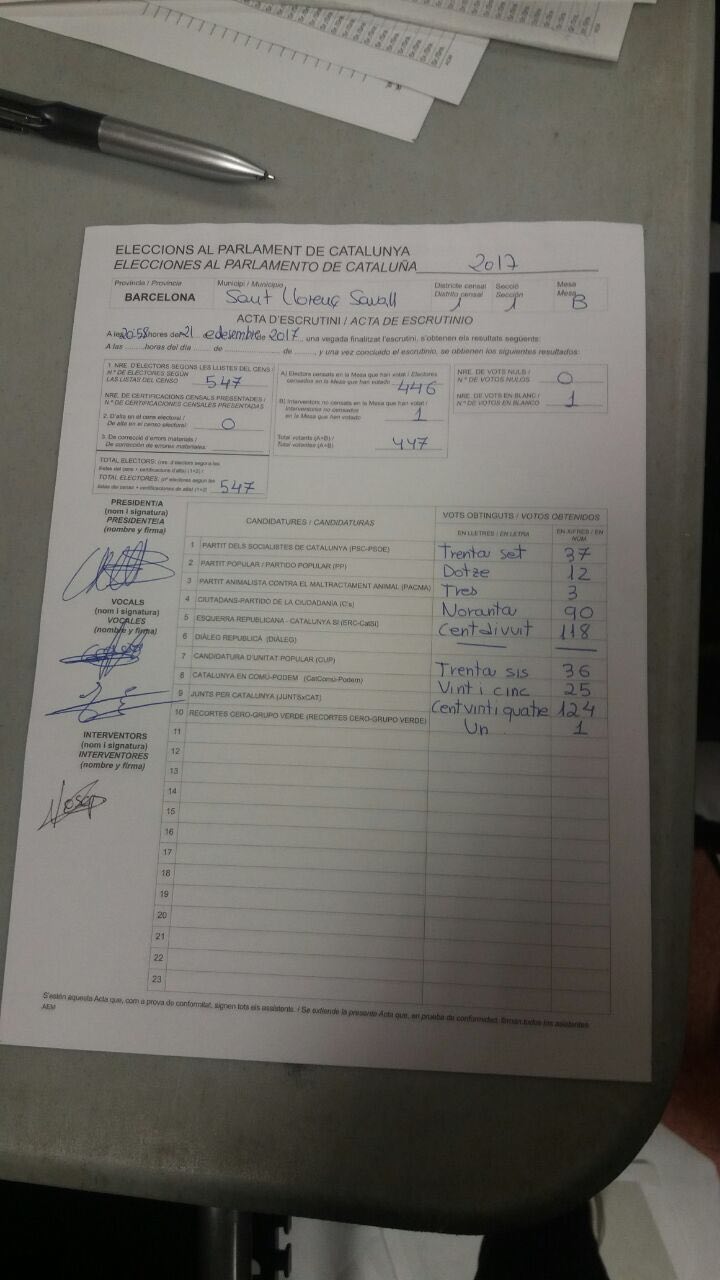 ELECCIONS AL PARLAMENT DE CATALUNYA
ELECCIONES AL PARLAMENTO DE CATALUÑA 2017
Província / Provincia
BARCELONA
Municipi / Municipio
Sant Llorenç Savall
Districte censal
Distrito censal
1
Secció
Sección
1
Mesa
Mesa
B
ACTA D'ESCRUTINI / ACTA DE ESCRUTINIO
A les 20:58 hores del 21 de desembre de 2017, una vegada finalitzat l'escrutini, s'obtenen els resultats següents:
A las ..........horas del día ........ de ........................ de ........., y una vez concluido el escrutinio, se obtienen los siguientes resultados:
1. NRE. D'ELECTORS SEGONS LES LLISTES DEL CENS /
N.º DE ELECTORES SEGÚN
LAS LISTAS DEL CENSO
547
NRE. DE CERTIFICACIONS CENSALS PRESENTADES /
N.º DE CERTIFICACIONES CENSALES PRESENTADAS
2. D'alta en el cens electoral /
De alta en el censo electoral:
0
3. De correcció d'errors materials /
De corrección de errores materiales:
TOTAL ELECTORS: (nre. d'electors segons les
llistes del cens + certificacions d'alta) (1+2) /
TOTAL ELECTORES: (nº electores según las
listas del censo + certificaciones de alta) (1+2)
547
A) Electors censats en la Mesa que han votat / Electores
censados en la Mesa que han votado
446
B) Interventors no censats en la Mesa que han votat /
Interventores no censados
en la Mesa que han votado
1
Total votants (A+B) /
Total votantes (A+B)
447
NRE. DE VOTS NULS /
N.º DE VOTOS NULOS
0
NRE. DE VOTS EN BLANC /
N.º DE VOTOS EN BLANCO
1
PRESIDENT/A
(nom i signatura)
PRESIDENTE/A
(nombre y firma)
VOCALS
(nom i signatura)
VOCALES
(nombre y firma)
INTERVENTORS
(nom i signatura)
INTERVENTORES
(nombre y firma)
CANDIDATURES / CANDIDATURAS
VOTS OBTINGUTS / VOTOS OBTENIDOS
EN LLETRES / EN LETRA
EN XIFRES / EN NÚM
1 PARTIT DELS SOCIALISTES DE CATALUNYA (PSC-PSOE) Trenta set 37
2 PARTIT POPULAR / PARTIDO POPULAR (PP) Dotze 12
3 PARTIT ANIMALISTA CONTRA EL MALTRACTAMENT ANIMAL (PACMA) Tres 3
4 CIUTADANS-PARTIDO DE LA CIUDADANÍA (C's) Noranta 90
5 ESQUERRA REPUBLICANA - CATALUNYA SÍ (ERC-CatSí) Cent divuit 118
6 DIÀLEG REPUBLICÀ (DIÀLEG)
7 CANDIDATURA D'UNITAT POPULAR (CUP) Trenta sis 36
8 CATALUNYA EN COMÚ-PODEM (CatComú-Podem) Vint i cinc 25
9 JUNTS PER CATALUNYA (JUNTSxCAT) Cent vint i quatre 124
10 RECORTES CERO-GRUPO VERDE (RECORTES CERO-GRUPO VERDE) Un 1
11
12
13
14
15
16
17
18
19
20
21
22
23
S'estén aquesta Acta que, com a prova de conformitat, signen tots els assistents. / Se extiende la presente Acta que, en prueba de conformidad, firman todos los asistentes
AEM